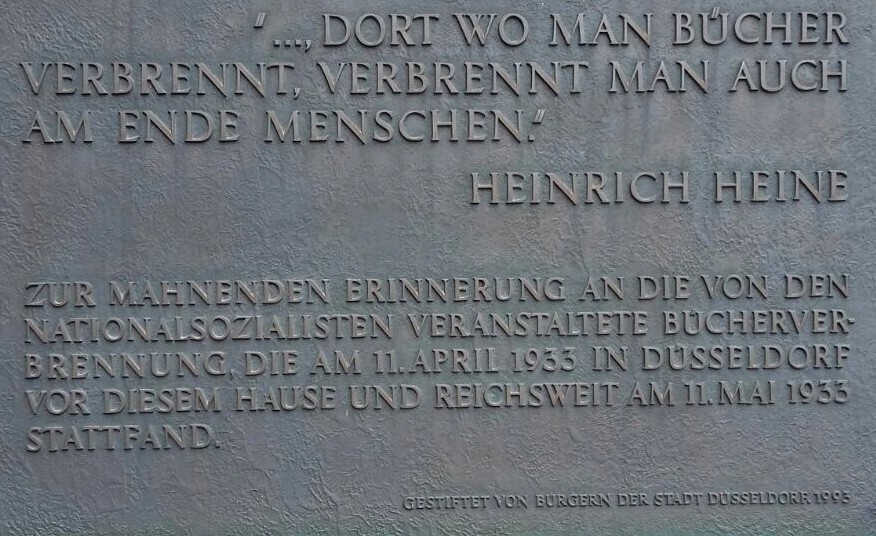 "..., DORT WO MAN BÜCHER
VERBRENNT, VERBRENNT MAN AUCH
AM ENDE MENSCHEN."
HEINRICH HEINE
ZUR MAHNENDEN ERINNERUNG AN DIE VON DEN
NATIONALSOZIALISTEN VERANSTALTETE BÜCHERVER-
BRENNUNG, DIE AM 11. APRIL 1933 IN DÜSSELDORF
VOR DIESEM HAUSE UND REICHSWEIT AM 11. MAI 1933
STATTFAND.
GESTIFTET VON BÜRGERN DER STADT DÜSSELDORF. 1993